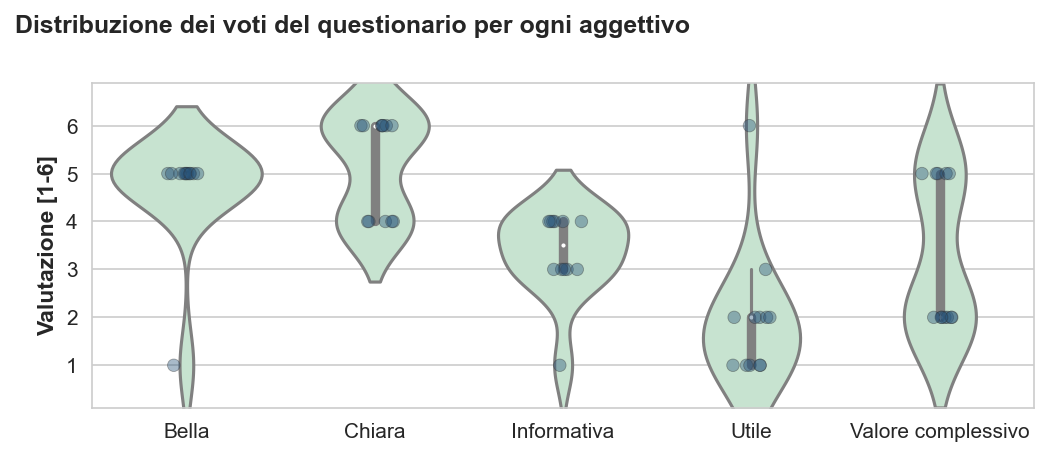 Distribuzione dei voti del questionario per ogni aggettivo
Valutazione [1-6]
6
5
4
3
2
1
Bella
Chiara
Informativa
Utile
Valore complessivo